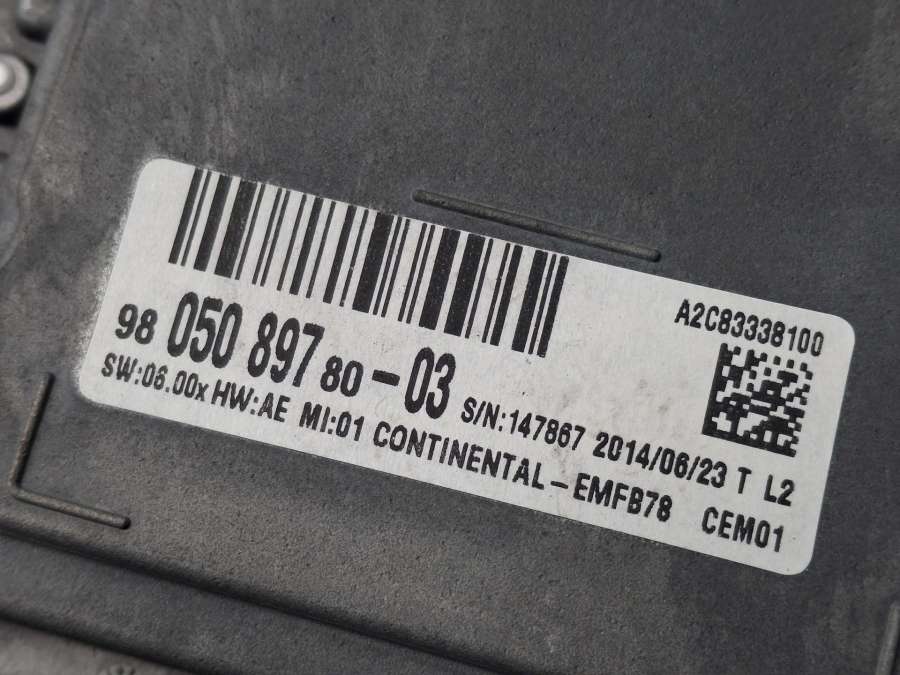 A2C83338100
98 050 897 80-03 S/N:147867 2014/06/23 T L2
SW:06.00x HW:AE MI:01 CONTINENTAL-EMFB78 CEM01